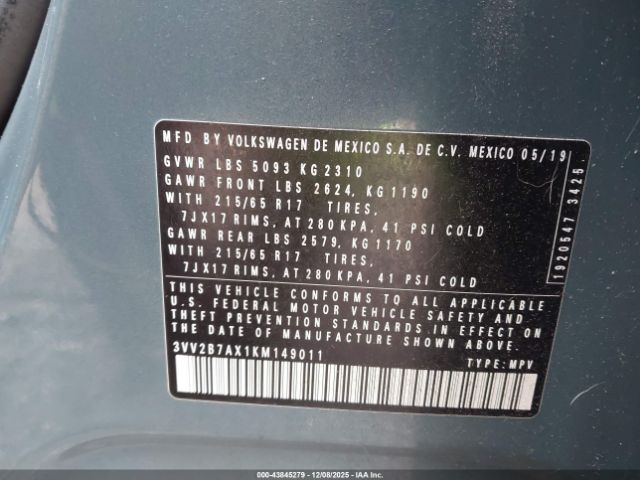 MFD. BY VOLKSWAGEN DE MEXICO S.A. DE C.V. MEXICO 05/19
GVWR LBS 5093 KG 2310
GAWR FRONT LBS 2624, KG 1190
WITH 215/65 R17 TIRES,
7JX17 RIMS, AT 280 KPA, 41 PSI COLD
GAWR REAR LBS 2579, KG 1170
WITH 215/65 R17 TIRES,
7JX17 RIMS, AT 280 KPA, 41 PSI COLD
THIS VEHICLE CONFORMS TO ALL APPLICABLE
U.S. FEDERAL MOTOR VEHICLE SAFETY AND
THEFT PREVENTION STANDARDS IN EFFECT ON
THE DATE OF MANUFACTURE SHOWN ABOVE.
3VV2B7AX1KM149011
TYPE: MPV
1920547 3425
000-43845279 - 12/08/2025 - IAA Inc.